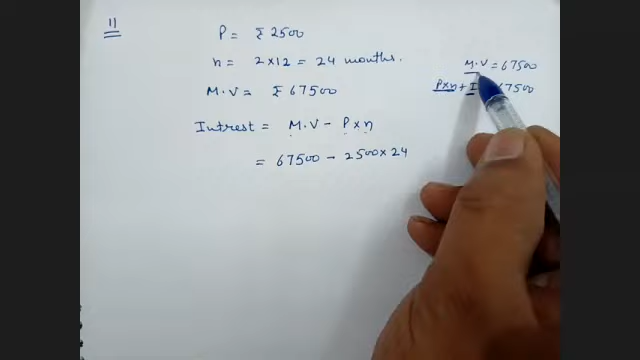 11
P = ₹ 2500
n = 2 × 12 = 24 months.
M.V = ₹ 67500
M.V = 67500
P×n + I 67500
Intrest = M.V – P × n
= 67500 – 2500 × 24